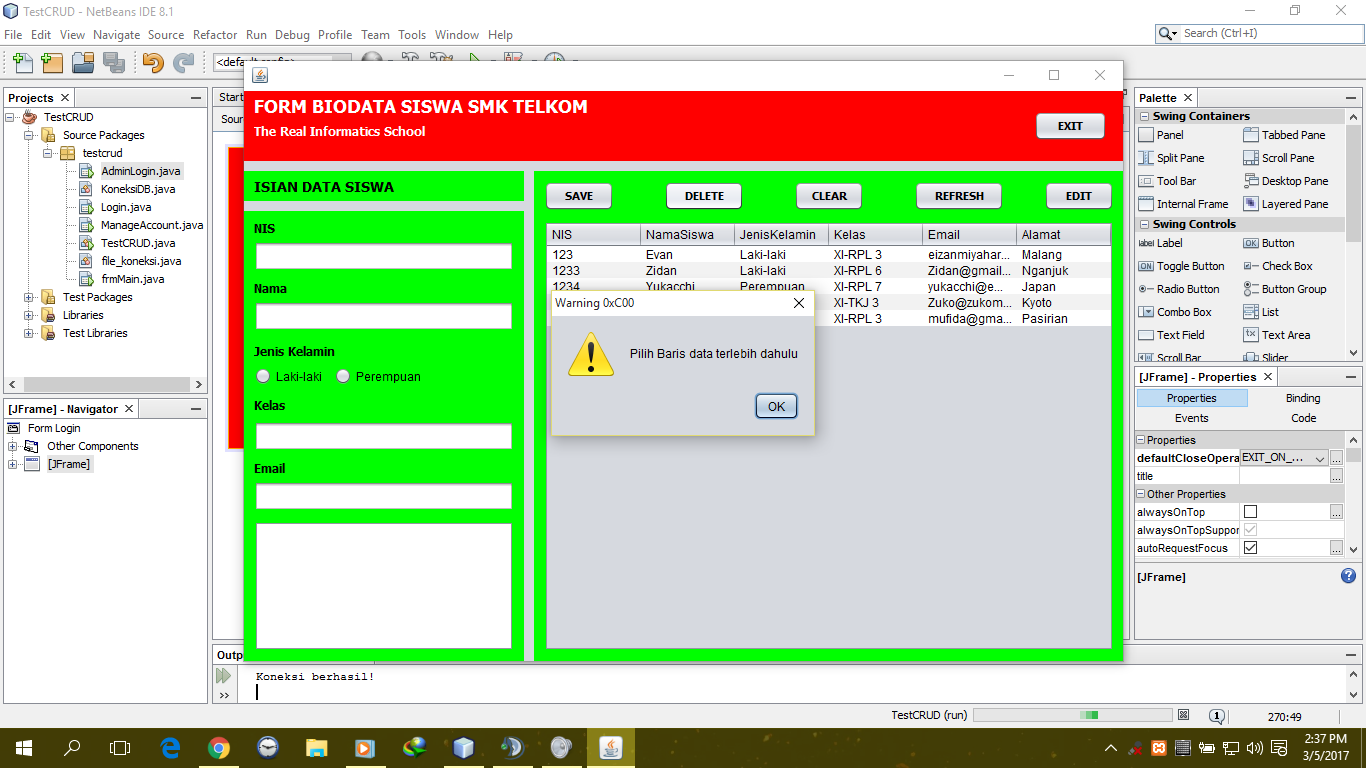 TestCRUD - NetBeans IDE 8.1
File Edit View Navigate Source Refactor Run Debug Profile Team Tools Window Help
Search (Ctrl+I)
Projects
TestCRUD
Source Packages
testcrud
AdminLogin.java
KoneksiDB.java
Login.java
ManageAccount.java
TestCRUD.java
file_koneksi.java
frmMain.java
Test Packages
Libraries
Test Libraries
[JFrame] - Navigator
Form Login
Other Components
[JFrame]
FORM BIODATA SISWA SMK TELKOM
The Real Informatics School
EXIT
ISIAN DATA SISWA
NIS
Nama
Jenis Kelamin
Laki-laki Perempuan
Kelas
Email
SAVE DELETE CLEAR REFRESH EDIT
NIS NamaSiswa JenisKelamin Kelas Email Alamat
123 Evan Laki-laki XI-RPL 3 eizanmiyahar... Malang
1233 Zidan Laki-laki XI-RPL 6 Zidan@gmail... Nganjuk
1234 Yukacchi Perempuan XI-RPL 7 yukacchi@e... Japan
XI-TKJ 3 Zuko@zukom... Kyoto
XI-RPL 3 mufida@gma... Pasirian
Warning 0xC00
Pilih Baris data terlebih dahulu
OK
Palette
Swing Containers
Panel Tabbed Pane
Split Pane Scroll Pane
Tool Bar Desktop Pane
Internal Frame Layered Pane
Swing Controls
label Label OK Button
ON Toggle Button Check Box
Radio Button Button Group
Combo Box List
Text Field Text Area
Scroll Bar Slider
[JFrame] - Properties
Properties Binding
Events Code
Properties
defaultCloseOpera EXIT_ON_... ...
title ...
Other Properties
alwaysOnTop ...
alwaysOnTopSuppor
autoRequestFocus ...
[JFrame]
Outp
Koneksi berhasil!
TestCRUD (run)
1
270:49
2:37 PM
3/5/2017